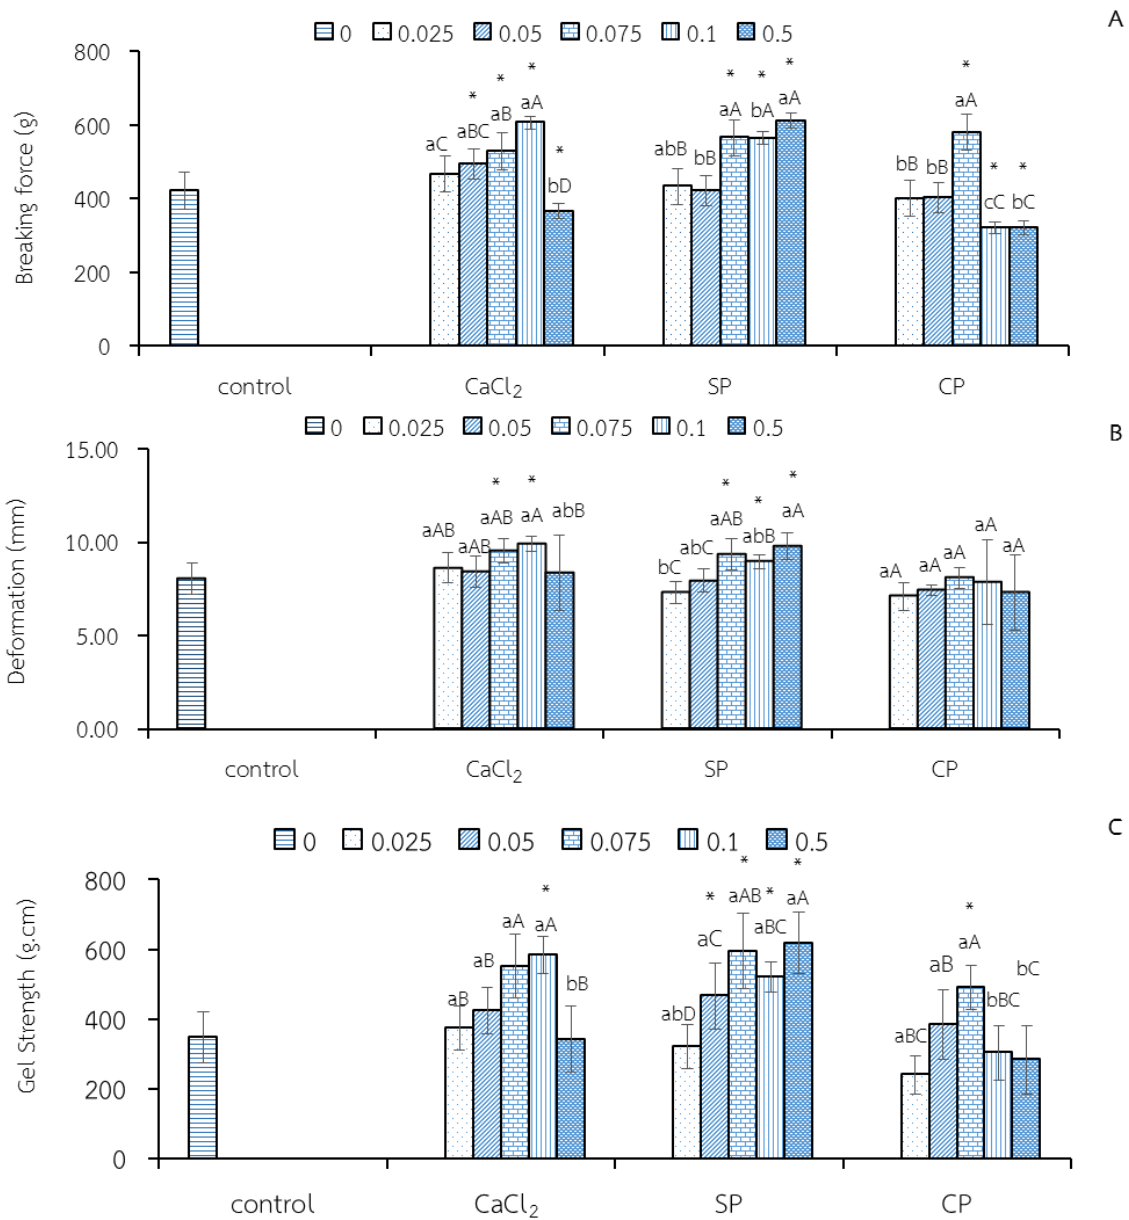 A
0 0.025 0.05 0.075 0.1 0.5
Breaking force (g)
800
600
400
200
0
* * * *
aC aBC aB aA bD
* * *
abB bB aA bA aA
* * *
bB bB aA cC bC
control CaCl2 SP CP
B
0 0.025 0.05 0.075 0.1 0.5
Deformation (mm)
15.00
10.00
5.00
0.00
* *
aAB aAB aAB aA abB
* * *
bC abC aAB abB aA
aA aA aA aA aA
control CaCl2 SP CP
C
0 0.025 0.05 0.075 0.1 0.5
Gel Strength (g.cm)
800
600
400
200
0
*
aB aB aA aA bB
* * * *
abD aC aAB aBC aA
*
aBC aB aA bBC bC
control CaCl2 SP CP